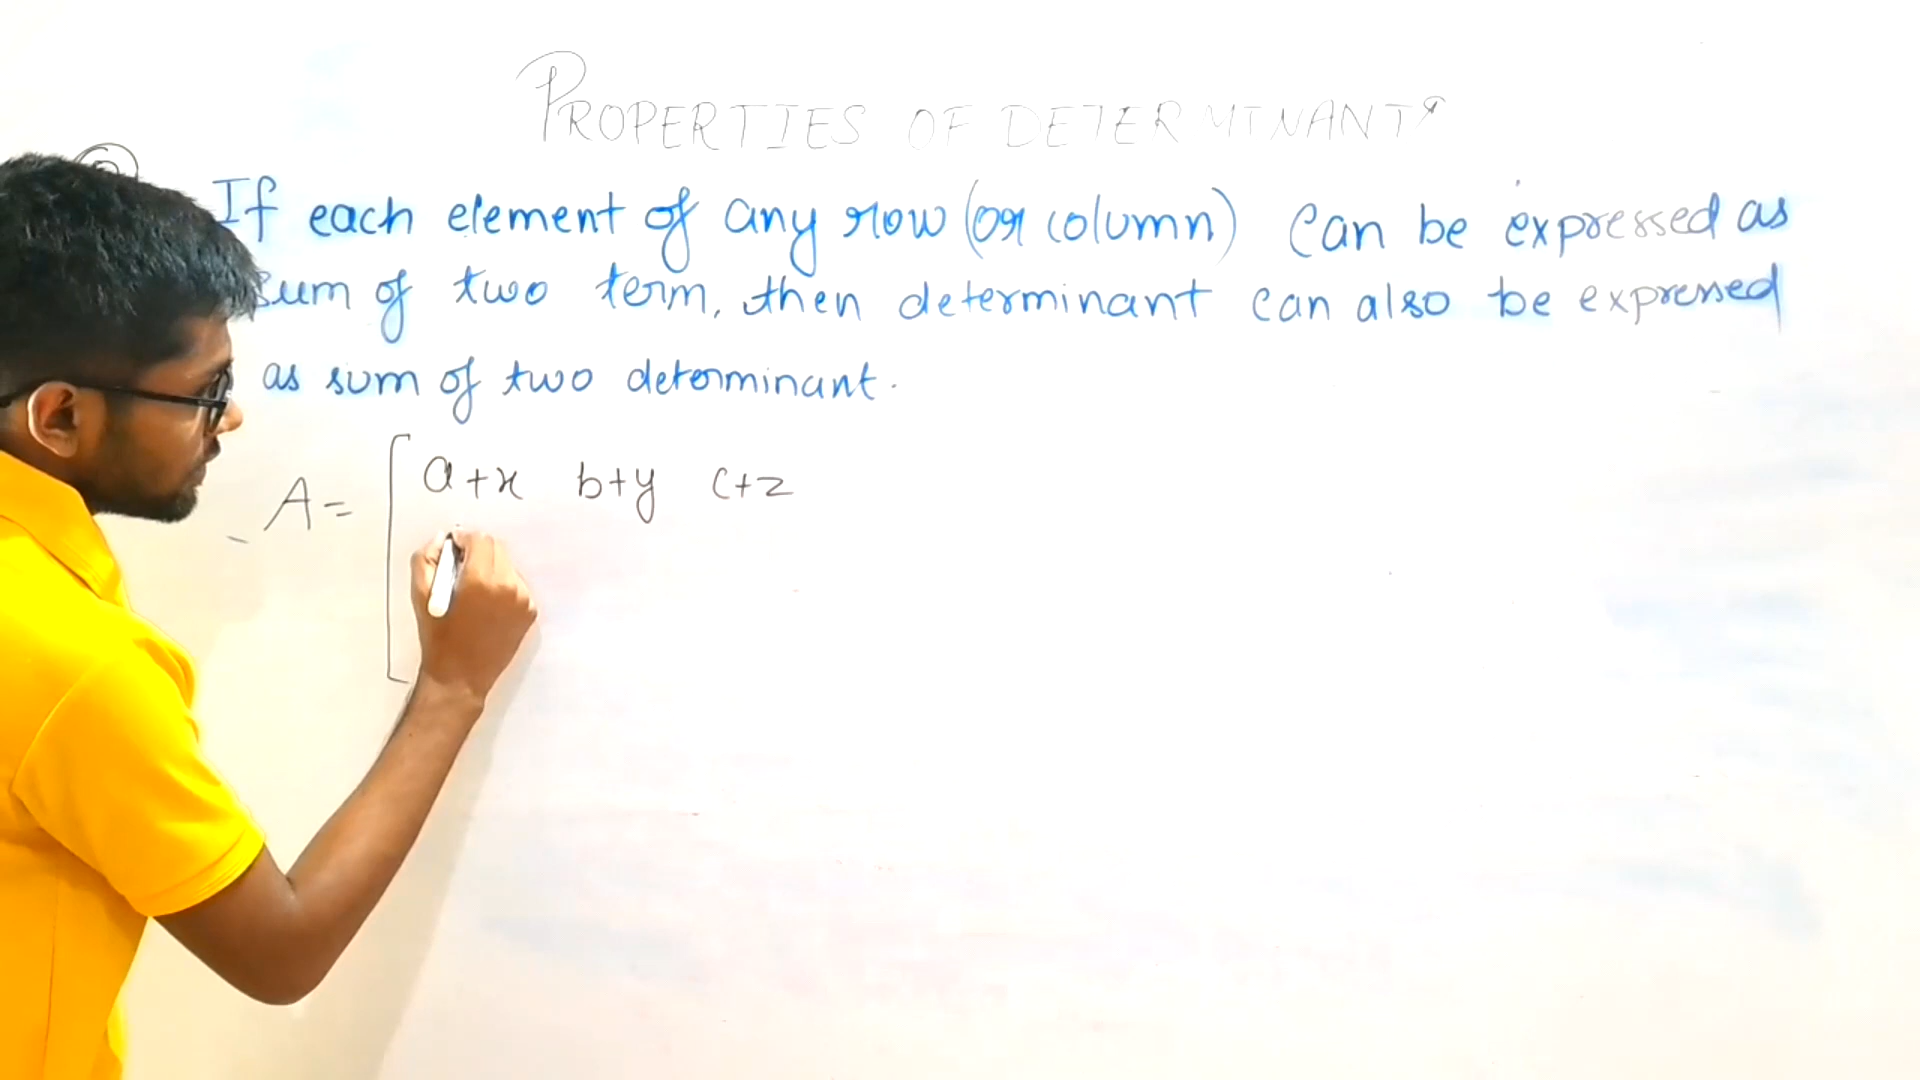 PROPERTIES OF DETERMINANTS
If each element of any row (or column) can be expressed as
sum of two term, then determinant can also be expressed
as sum of two determinant.
A = [ a+x b+y c+z